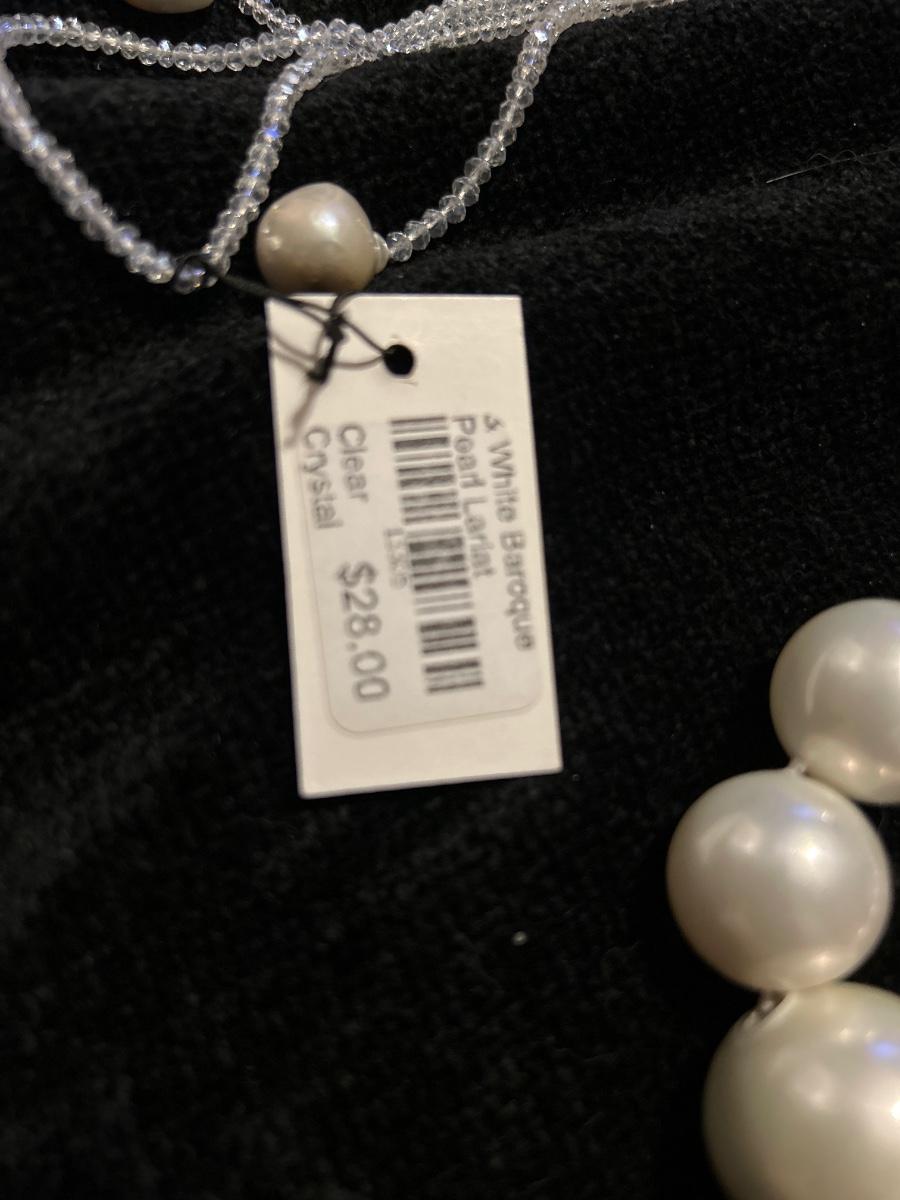 & White Baroque
Pearl Lariat
Clear
Crystal
$28.00